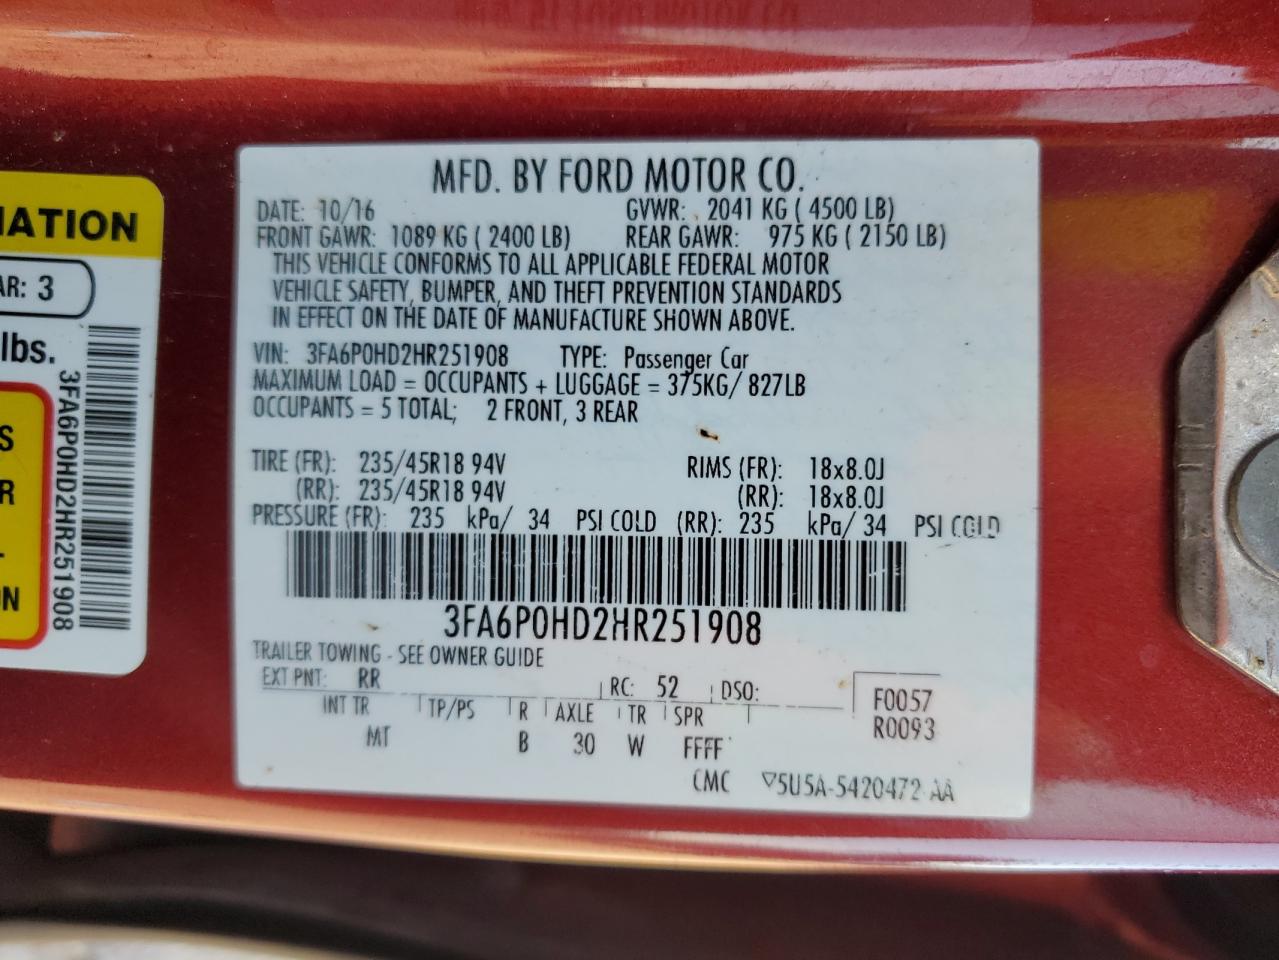 MFD. BY FORD MOTOR CO.
DATE: 10/16 GVWR: 2041 KG ( 4500 LB)
FRONT GAWR: 1089 KG ( 2400 LB) REAR GAWR: 975 KG ( 2150 LB)
THIS VEHICLE CONFORMS TO ALL APPLICABLE FEDERAL MOTOR
VEHICLE SAFETY, BUMPER, AND THEFT PREVENTION STANDARDS
IN EFFECT ON THE DATE OF MANUFACTURE SHOWN ABOVE.
VIN: 3FA6P0HD2HR251908 TYPE: Passenger Car
MAXIMUM LOAD = OCCUPANTS + LUGGAGE = 375KG/ 827LB
OCCUPANTS = 5 TOTAL; 2 FRONT, 3 REAR
TIRE (FR): 235/45R18 94V RIMS (FR): 18x8.0J
(RR): 235/45R18 94V (RR): 18x8.0J
PRESSURE (FR): 235 kPa/ 34 PSI COLD (RR): 235 kPa/ 34 PSI COLD
3FA6P0HD2HR251908
TRAILER TOWING - SEE OWNER GUIDE
EXT PNT: RR RC: 52 DSO: F0057
INT TR TP/PS R AXLE TR SPR R0093
MT B 30 W FFFF
CMC ▽5U5A-5420472-AA
IATION
AR: 3
lbs.
3FA6P0HD2HR251908
S
R
ON